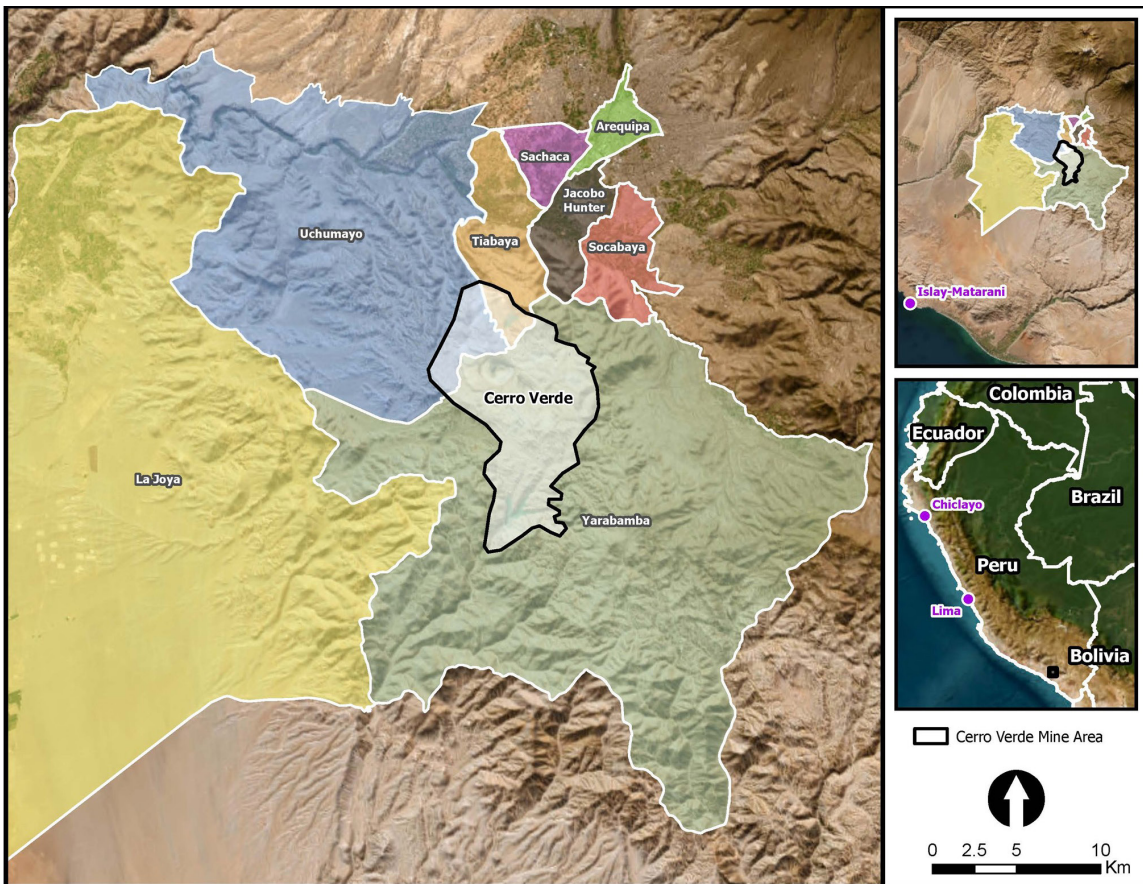 Arequipa
Sachaca
Jacobo
Hunter
Uchumayo
Tiabaya
Socabaya
Cerro Verde
La Joya
Yarabamba
Islay-Matarani
Colombia
Ecuador
Brazil
Chiclayo
Peru
Lima
Bolivia
Cerro Verde Mine Area
0 2.5 5 10
Km